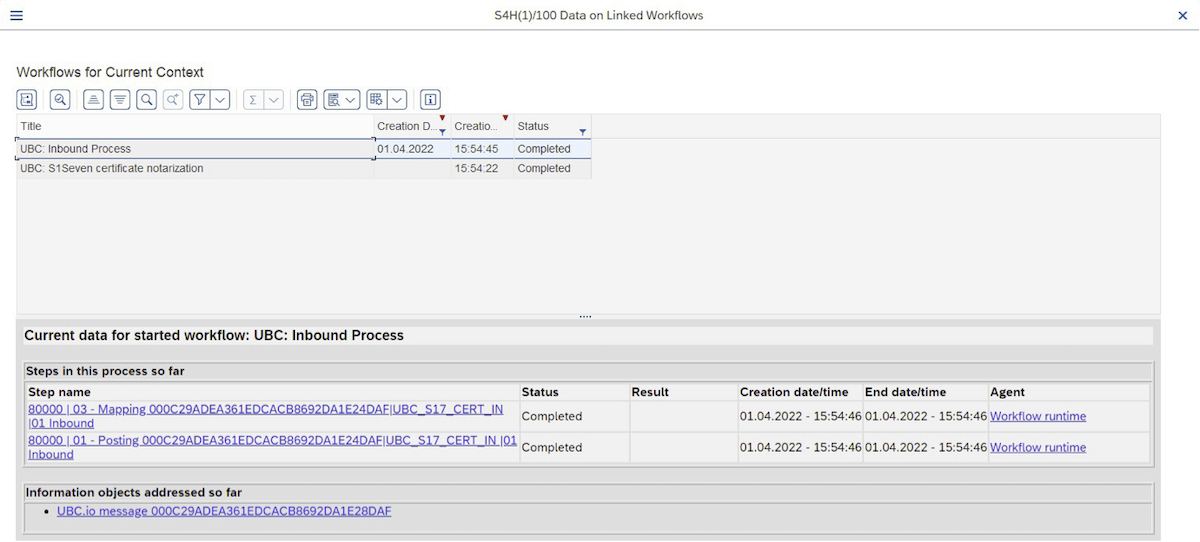 S4H(1)/100 Data on Linked Workflows
Workflows for Current Context
Title Creation D... Creatio... Status
UBC: Inbound Process 01.04.2022 15:54:45 Completed
UBC: S1Seven certificate notarization 15:54:22 Completed
Current data for started workflow: UBC: Inbound Process
Steps in this process so far
Step name Status Result Creation date/time End date/time Agent
80000 | 03 - Mapping 000C29ADEA361EDCACB8692DA1E24DAF|UBC_S17_CERT_IN
|01 Inbound Completed 01.04.2022 - 15:54:46 01.04.2022 - 15:54:46 Workflow runtime
80000 | 01 - Posting 000C29ADEA361EDCACB8692DA1E24DAF|UBC_S17_CERT_IN |01
Inbound Completed 01.04.2022 - 15:54:46 01.04.2022 - 15:54:46 Workflow runtime
Information objects addressed so far
• UBC.io message 000C29ADEA361EDCACB8692DA1E28DAF